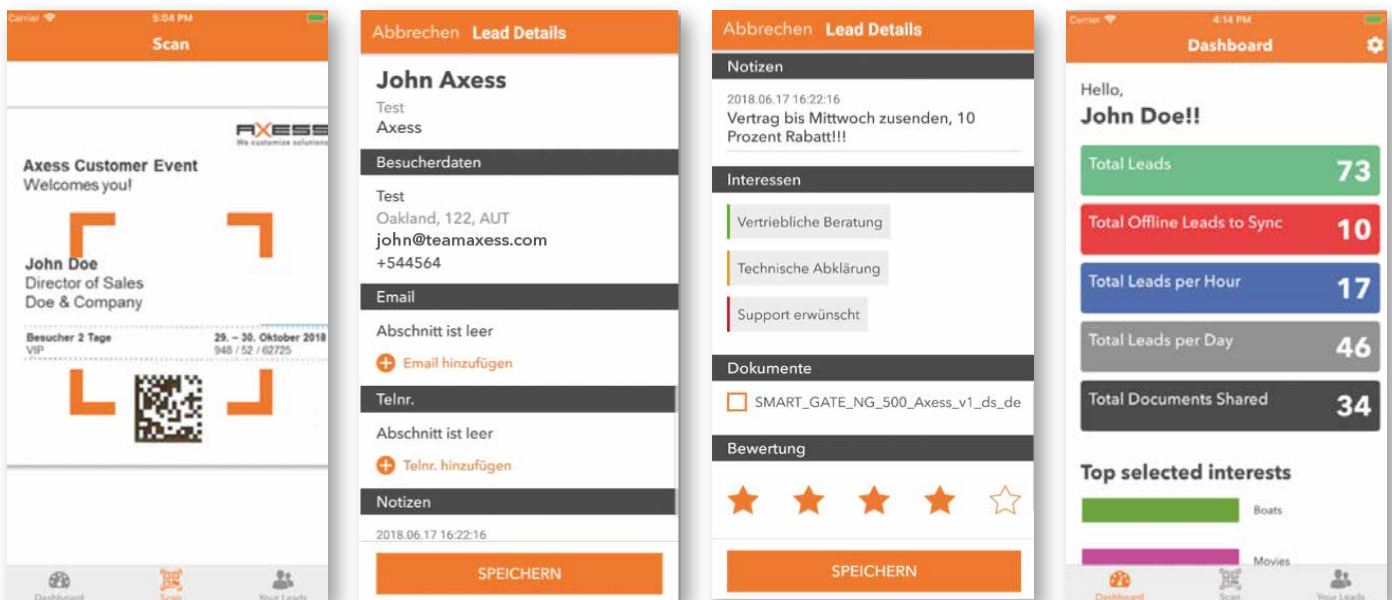 Carrier
5:04 PM
Scan
AXESS
We customize solutions
Axess Customer Event
Welcomes you!
John Doe
Director of Sales
Doe & Company
Besucher 2 Tage
29. – 30. Oktober 2018
VIP
948 / 52 / 62725
Dashboard
Scan
Your Leads
Abbrechen Lead Details
John Axess
Test
Axess
Besucherdaten
Test
Oakland, 122, AUT
john@teamaxess.com
+544564
Email
Abschnitt ist leer
Email hinzufügen
Telnr.
Abschnitt ist leer
Telnr. hinzufügen
Notizen
2018.06.17 16:22:16
SPEICHERN
Abbrechen Lead Details
Notizen
2018.06.17 16:22:16
Vertrag bis Mittwoch zusenden, 10
Prozent Rabatt!!!
Interessen
Vertriebliche Beratung
Technische Abklärung
Support erwünscht
Dokumente
SMART_GATE_NG_500_Axess_v1_ds_de
Bewertung
SPEICHERN
Carrier
4:14 PM
Dashboard
Hello,
John Doe!!
Total Leads
73
Total Offline Leads to Sync
10
Total Leads per Hour
17
Total Leads per Day
46
Total Documents Shared
34
Top selected interests
Boats
Movies
Dashboard
Scan
Your Leads